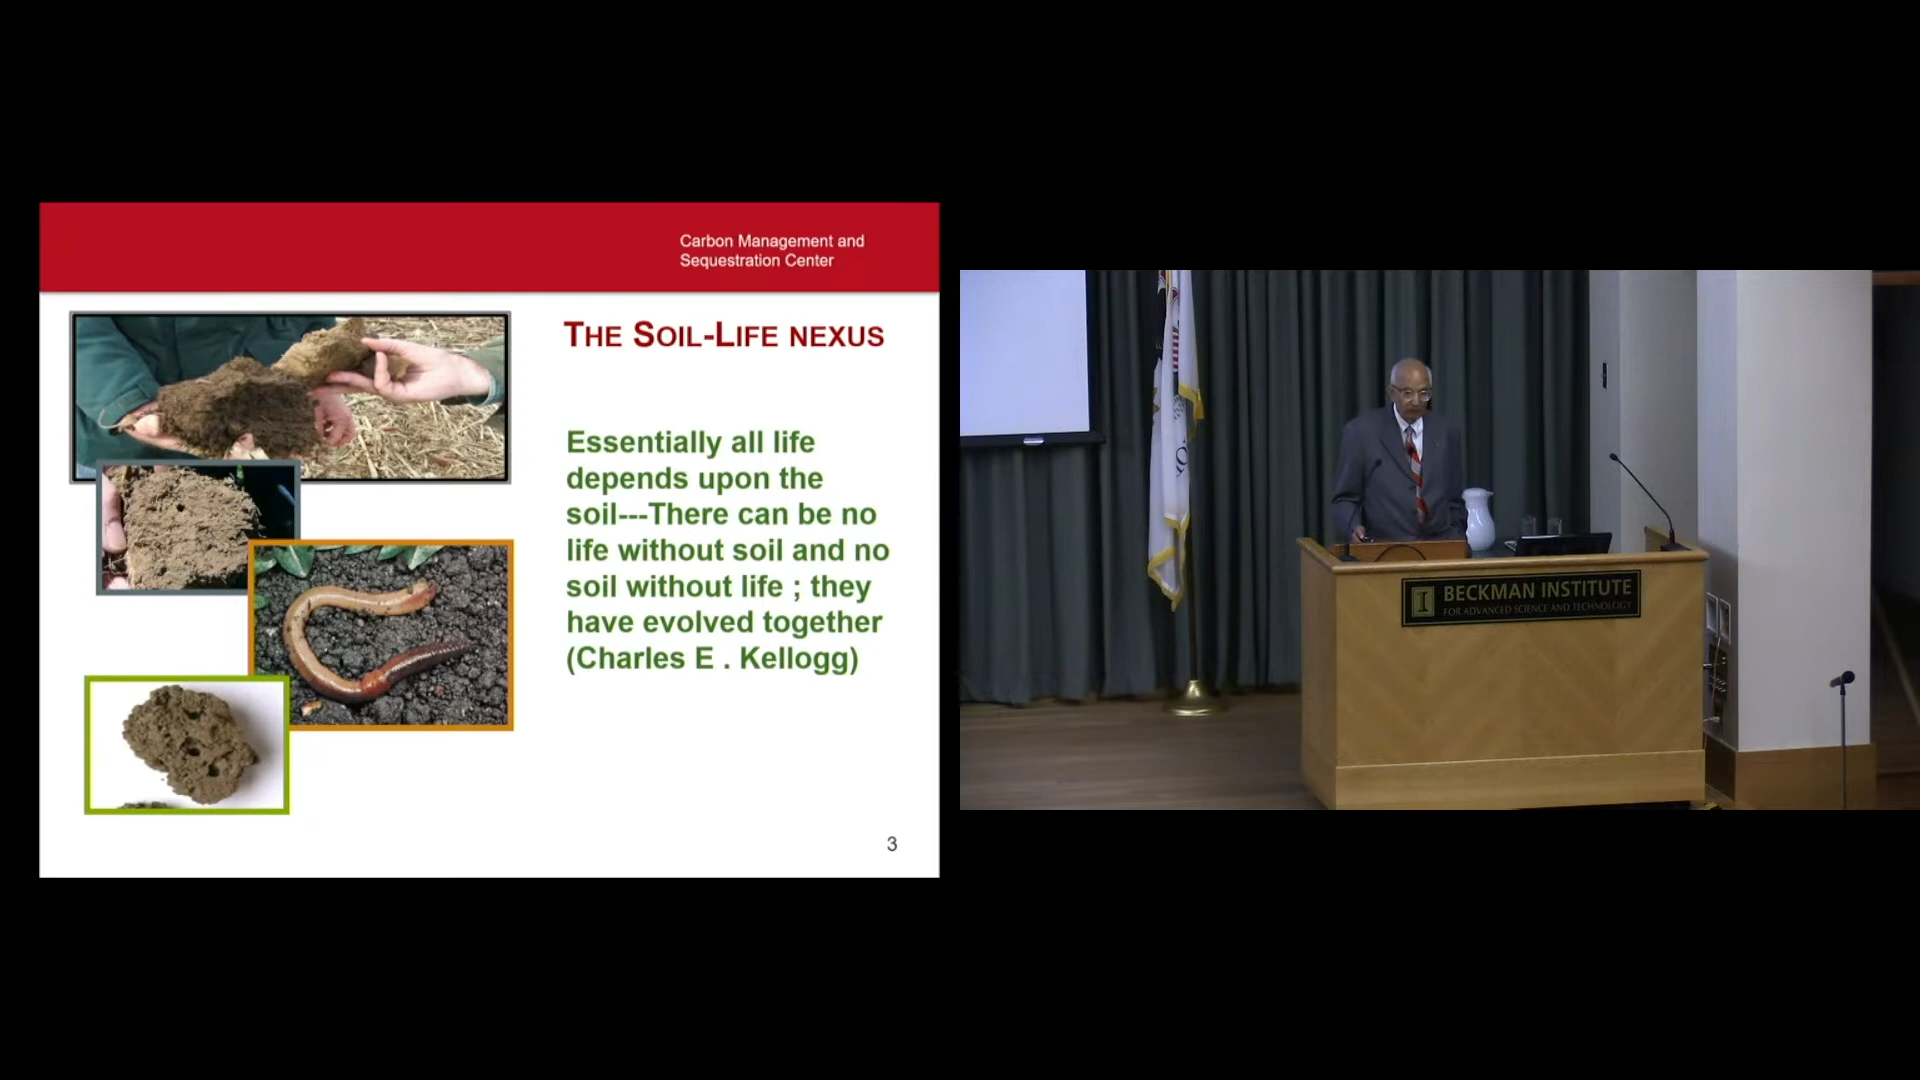 Carbon Management and
Sequestration Center
THE SOIL-LIFE NEXUS
Essentially all life
depends upon the
soil---There can be no
life without soil and no
soil without life ; they
have evolved together
(Charles E . Kellogg)
3
I
BECKMAN INSTITUTE
FOR ADVANCED SCIENCE AND TECHNOLOGY